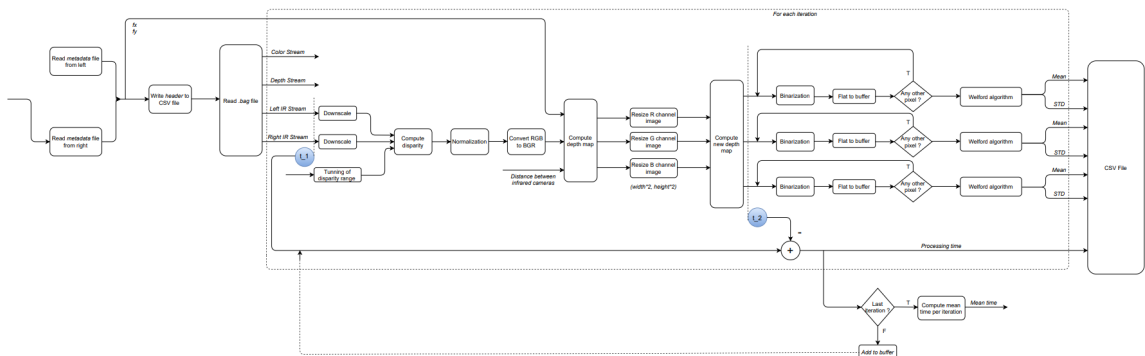 For each iteration
fx
fy
Read metadata file
from left
Read metadata file
from right
Write header to
CSV file
Read .bag file
Color Stream
Depth Stream
Left IR Stream
Right IR Stream
Downscale
Downscale
t_1
Tunning of
disparity range
Compute
disparity
Normalization
Convert RGB
to BGR
Distance between
infrared cameras
Compute
depth map
Resize R channel
image
Resize G channel
image
Resize B channel
image
(width*2, height*2)
Compute
new depth
map
Binarization
Flat to buffer
Any other
pixel ?
T
Welford algorithm
Mean
STD
Binarization
Flat to buffer
Any other
pixel ?
T
Welford algorithm
Mean
STD
Binarization
Flat to buffer
Any other
pixel ?
T
Welford algorithm
Mean
STD
CSV File
t_2
-
+
Processing time
Last
iteration ?
T
F
Compute mean
time per iteration
Mean time
Add to buffer